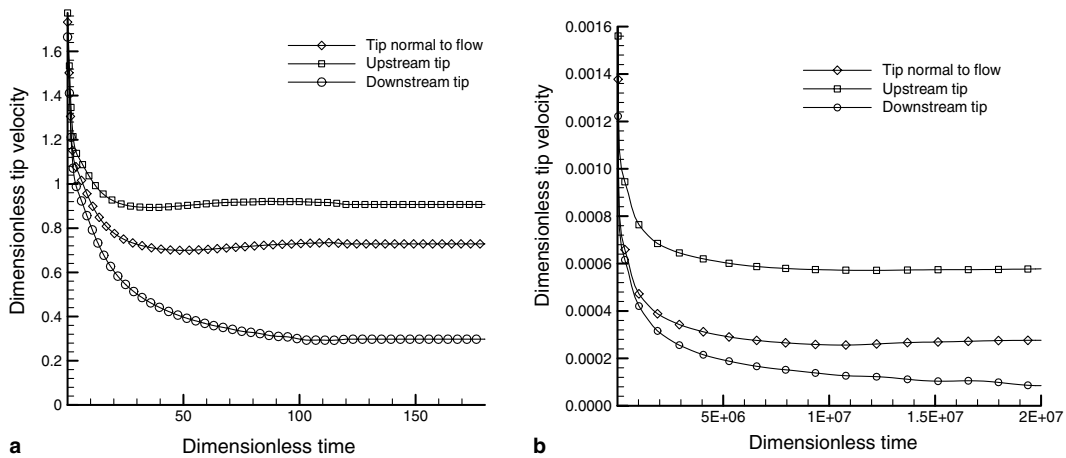 1.6
1.4
1.2
1
0.8
0.6
0.4
0.2
0
50
100
150
Dimensionless tip velocity
Dimensionless time
Tip normal to flow
Upstream tip
Downstream tip
a
0.0016
0.0014
0.0012
0.0010
0.0008
0.0006
0.0004
0.0002
0.0000
5E+06
1E+07
1.5E+07
2E+07
Dimensionless tip velocity
Dimensionless time
Tip normal to flow
Upstream tip
Downstream tip
b